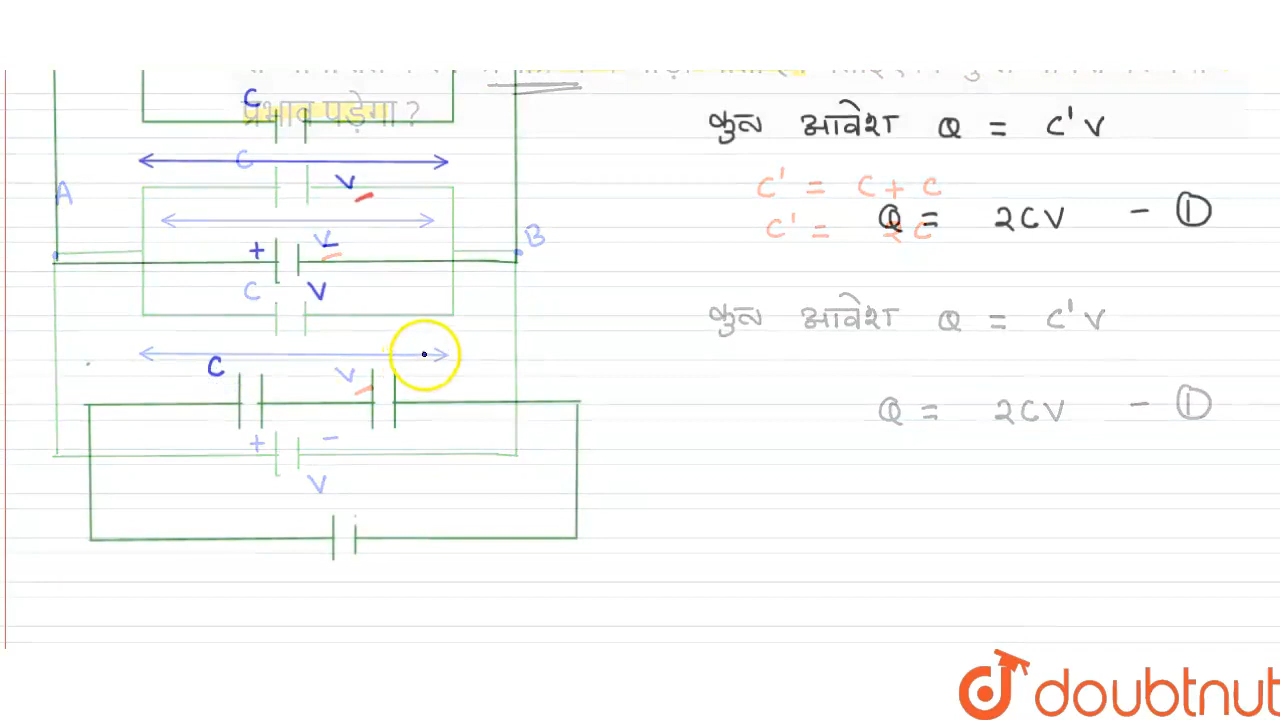 प्रभाव पड़ेगा ?
C
C
V
A
V
B
+
C
V
C
V
+ −
V
कुल आवेश Q = C'V
C' = C + C
Q = 2CV − ①
C' = 2C
कुल आवेश Q = C'V
Q = 2CV − ①
doubtnut